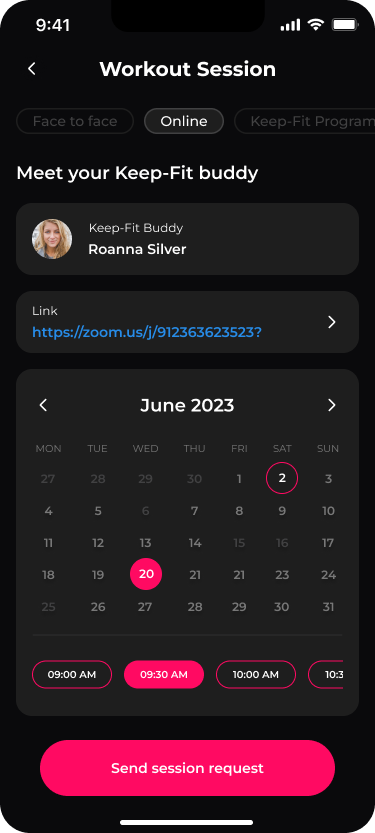 9:41
Workout Session
Face to face Online Keep-Fit Program
Meet your Keep-Fit buddy
Keep-Fit Buddy
Roanna Silver
Link
https://zoom.us/j/912363623523?
June 2023
MON TUE WED THU FRI SAT SUN
27 28 29 30 1 2 3
4 5 6 7 8 9 10
11 12 13 14 15 16 17
18 19 20 21 21 23 24
25 26 27 28 29 30 31
09:00 AM 09:30 AM 10:00 AM 10:3
Send session request